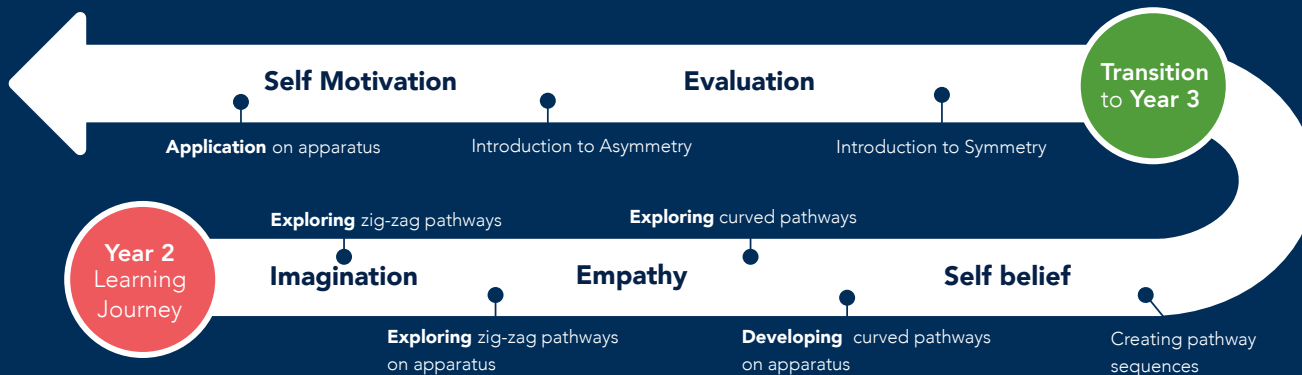 Self Motivation
Evaluation
Transition
to Year 3
Application on apparatus
Introduction to Asymmetry
Introduction to Symmetry
Exploring zig-zag pathways
Exploring curved pathways
Year 2
Learning
Journey
Imagination
Empathy
Self belief
Exploring zig-zag pathways
on apparatus
Developing curved pathways
on apparatus
Creating pathway
sequences